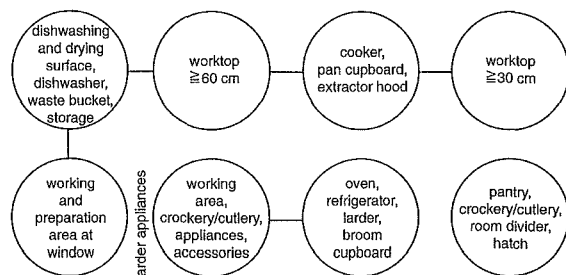 dishwashing
and drying
surface,
dishwasher,
waste bucket,
storage
worktop
≧60 cm
cooker,
pan cupboard,
extractor hood
worktop
≧30 cm
working
and
preparation
area at
window
arder appliances
working
area,
crockery/cutlery,
appliances,
accessories
oven,
refrigerator,
larder,
broom
cupboard
pantry,
crockery/cutlery,
room divider,
hatch